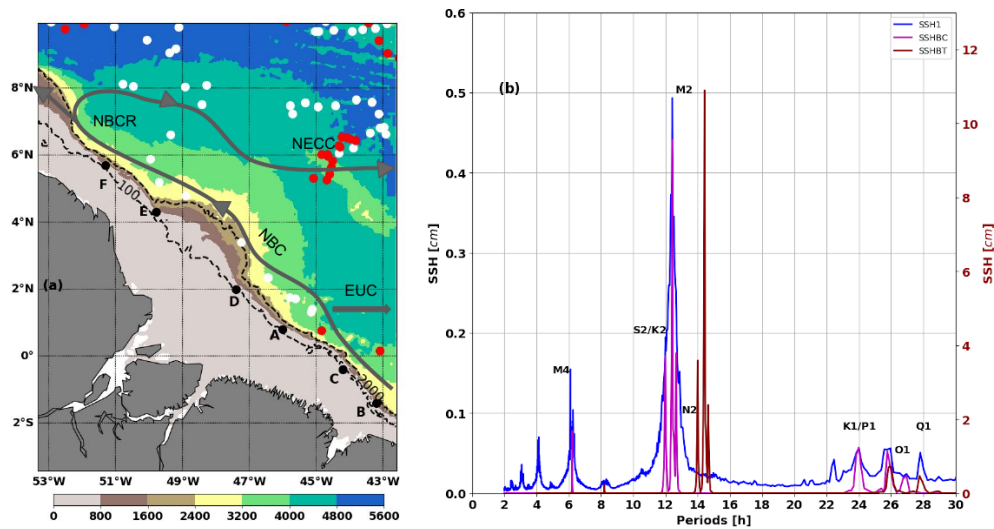 8°N
6°N
4°N
2°N
0°
2°S
53°W
51°W
49°W
47°W
45°W
43°W
NBCR
NECC
NBC
EUC
100
2000
F
E
D
A
C
B
(a)
0
800
1600
2400
3200
4000
4800
5600
(b)
SSH1
SSHBC
SSHBT
M2
S2/K2
M4
N2
K1/P1
O1
Q1
SSH [cm]
0.6
0.5
0.4
0.3
0.2
0.1
0.0
0
2
4
6
8
10
12
14
16
18
20
22
24
26
28
30
Periods [h]
12
10
8
6
4
2
0
SSH [cm]